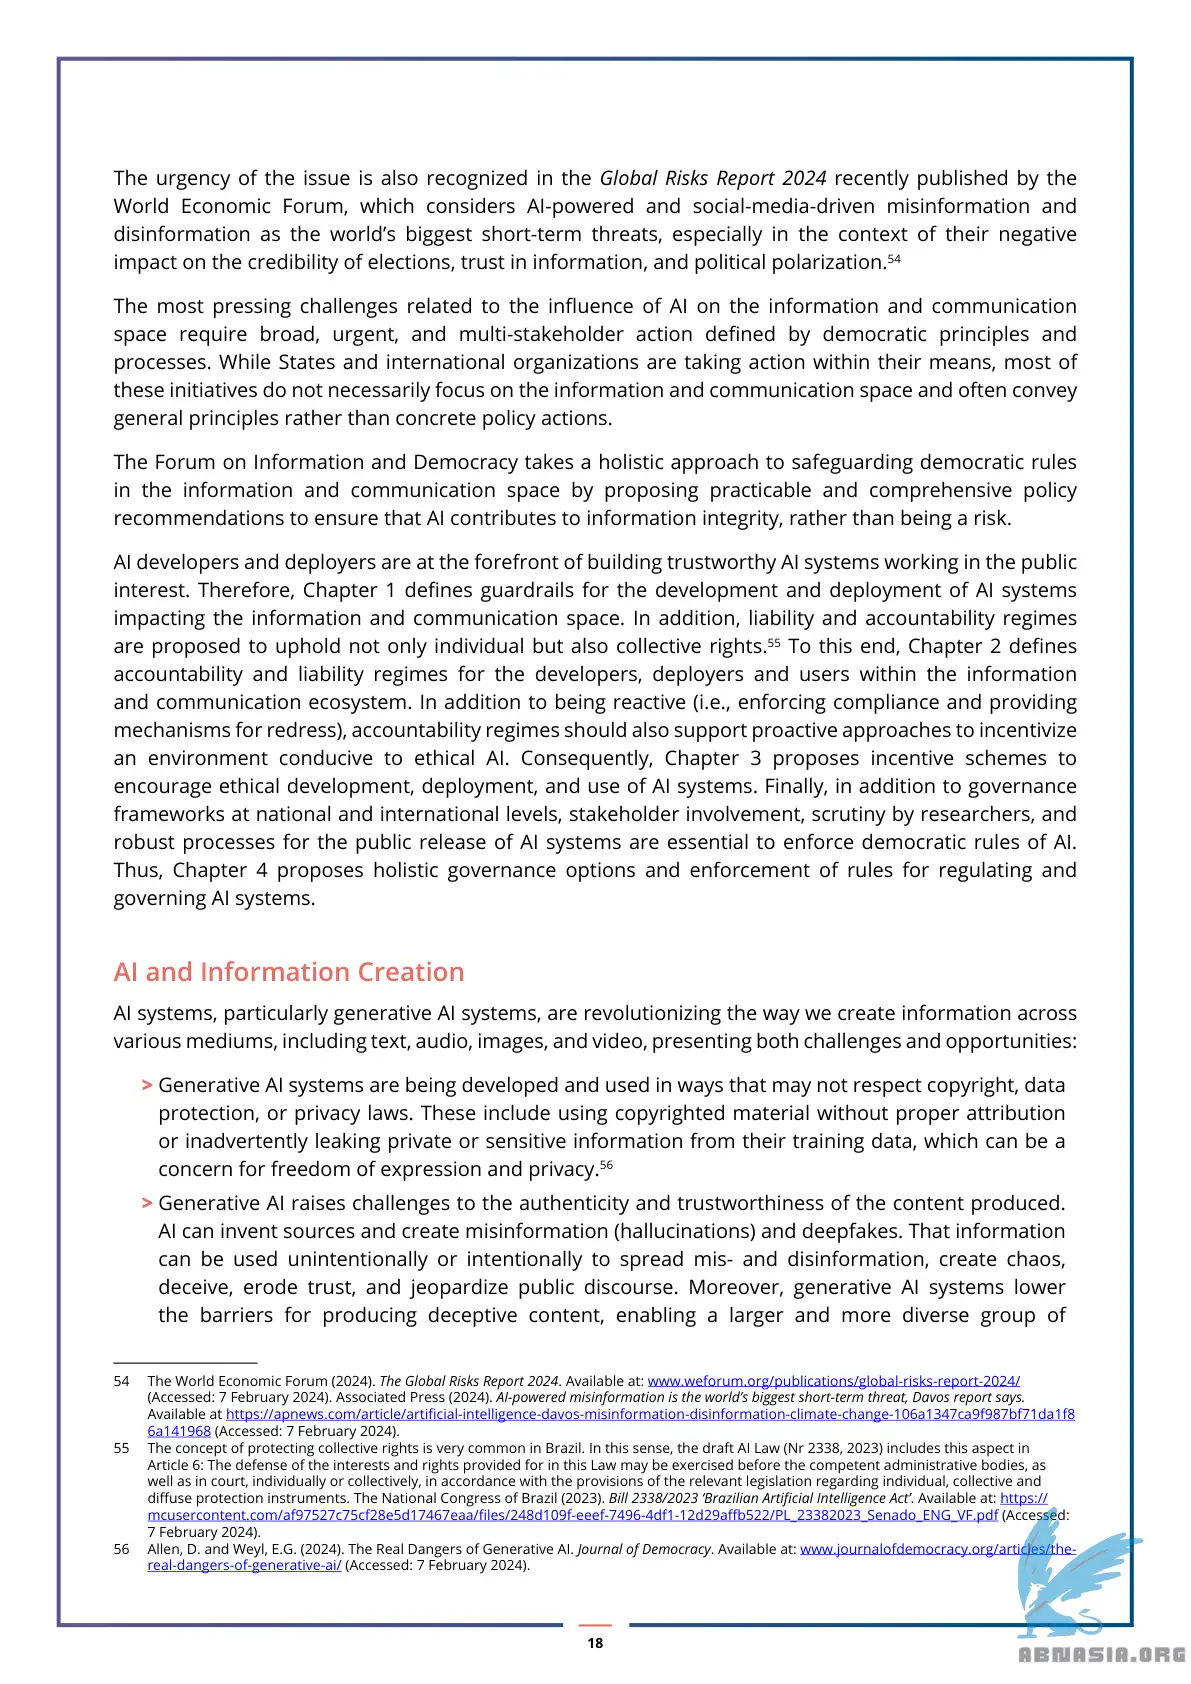 The urgency of the issue is also recognized in the Global Risks Report 2024 recently published by the
World Economic Forum, which considers AI-powered and social-media-driven misinformation and
disinformation as the world’s biggest short-term threats, especially in the context of their negative
impact on the credibility of elections, trust in information, and political polarization.54
The most pressing challenges related to the influence of AI on the information and communication
space require broad, urgent, and multi-stakeholder action defined by democratic principles and
processes. While States and international organizations are taking action within their means, most of
these initiatives do not necessarily focus on the information and communication space and often convey
general principles rather than concrete policy actions.
The Forum on Information and Democracy takes a holistic approach to safeguarding democratic rules
in the information and communication space by proposing practicable and comprehensive policy
recommendations to ensure that AI contributes to information integrity, rather than being a risk.
AI developers and deployers are at the forefront of building trustworthy AI systems working in the public
interest. Therefore, Chapter 1 defines guardrails for the development and deployment of AI systems
impacting the information and communication space. In addition, liability and accountability regimes
are proposed to uphold not only individual but also collective rights.55 To this end, Chapter 2 defines
accountability and liability regimes for the developers, deployers and users within the information
and communication ecosystem. In addition to being reactive (i.e., enforcing compliance and providing
mechanisms for redress), accountability regimes should also support proactive approaches to incentivize
an environment conducive to ethical AI. Consequently, Chapter 3 proposes incentive schemes to
encourage ethical development, deployment, and use of AI systems. Finally, in addition to governance
frameworks at national and international levels, stakeholder involvement, scrutiny by researchers, and
robust processes for the public release of AI systems are essential to enforce democratic rules of AI.
Thus, Chapter 4 proposes holistic governance options and enforcement of rules for regulating and
governing AI systems.
AI and Information Creation
AI systems, particularly generative AI systems, are revolutionizing the way we create information across
various mediums, including text, audio, images, and video, presenting both challenges and opportunities:
> Generative AI systems are being developed and used in ways that may not respect copyright, data
protection, or privacy laws. These include using copyrighted material without proper attribution
or inadvertently leaking private or sensitive information from their training data, which can be a
concern for freedom of expression and privacy.56
> Generative AI raises challenges to the authenticity and trustworthiness of the content produced.
AI can invent sources and create misinformation (hallucinations) and deepfakes. That information
can be used unintentionally or intentionally to spread mis- and disinformation, create chaos,
deceive, erode trust, and jeopardize public discourse. Moreover, generative AI systems lower
the barriers for producing deceptive content, enabling a larger and more diverse group of
54 The World Economic Forum (2024). The Global Risks Report 2024. Available at: www.weforum.org/publications/global-risks-report-2024/
(Accessed: 7 February 2024). Associated Press (2024). AI-powered misinformation is the world’s biggest short-term threat, Davos report says.
Available at https://apnews.com/article/artificial-intelligence-davos-misinformation-disinformation-climate-change-106a1347ca9f987bf71da1f8
6a141968 (Accessed: 7 February 2024).
55 The concept of protecting collective rights is very common in Brazil. In this sense, the draft AI Law (Nr 2338, 2023) includes this aspect in
Article 6: The defense of the interests and rights provided for in this Law may be exercised before the competent administrative bodies, as
well as in court, individually or collectively, in accordance with the provisions of the relevant legislation regarding individual, collective and
diffuse protection instruments. The National Congress of Brazil (2023). Bill 2338/2023 ‘Brazilian Artificial Intelligence Act’. Available at: https://
mcusercontent.com/af97527c75cf28e5d17467eaa/files/248d109f-eeef-7496-4df1-12d29affb522/PL_23382023_Senado_ENG_VF.pdf (Accessed:
7 February 2024).
56 Allen, D. and Weyl, E.G. (2024). The Real Dangers of Generative AI. Journal of Democracy. Available at: www.journalofdemocracy.org/articles/the-
real-dangers-of-generative-ai/ (Accessed: 7 February 2024).
18
ABNASIA.ORG